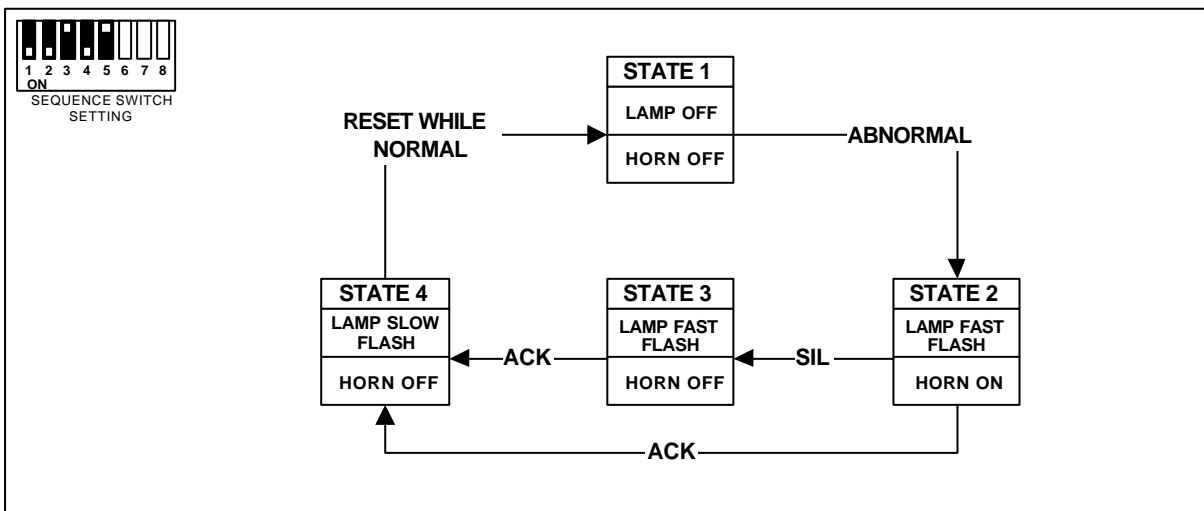 1 2 3 4 5 6 7 8
ON
SEQUENCE SWITCH
SETTING
STATE 1
LAMP OFF
HORN OFF
RESET WHILE
NORMAL
ABNORMAL
STATE 4
LAMP SLOW
FLASH
HORN OFF
ACK
STATE 3
LAMP FAST
FLASH
HORN OFF
SIL
STATE 2
LAMP FAST
FLASH
HORN ON
ACK